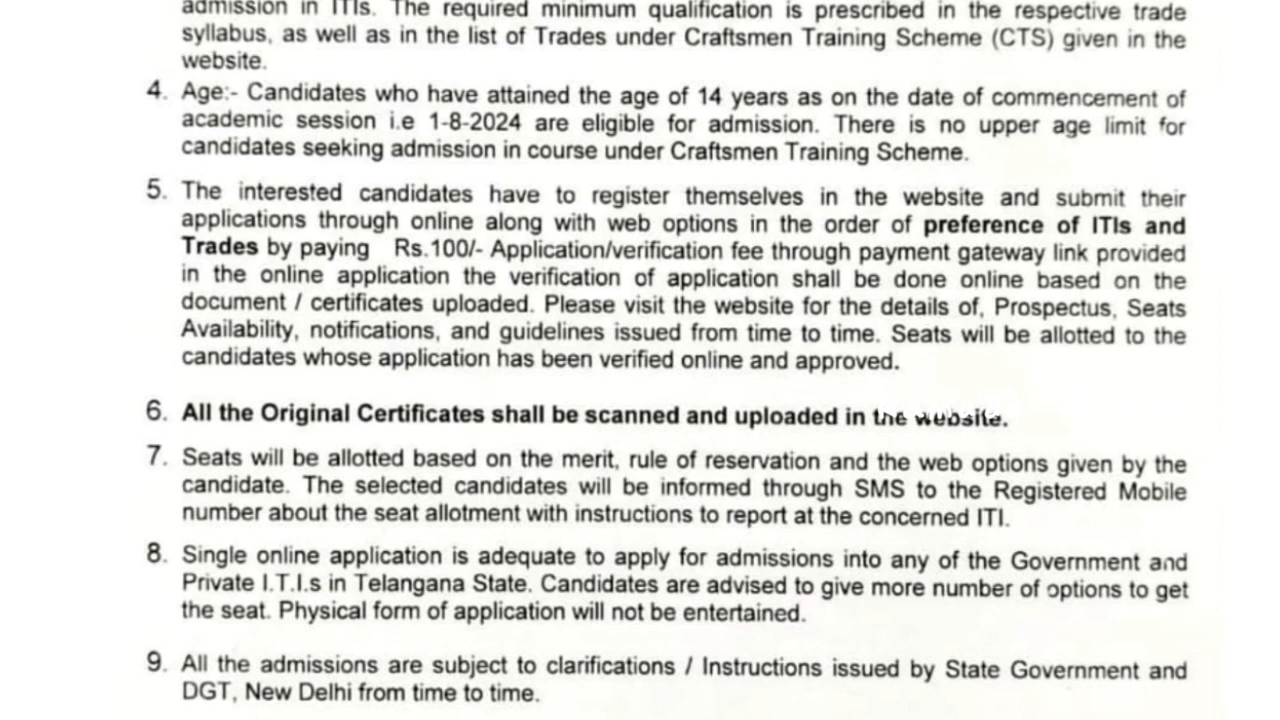 admission in ITIs. The required minimum qualification is prescribed in the respective trade
syllabus, as well as in the list of Trades under Craftsmen Training Scheme (CTS) given in the
website.
4. Age:- Candidates who have attained the age of 14 years as on the date of commencement of
academic session i.e 1-8-2024 are eligible for admission. There is no upper age limit for
candidates seeking admission in course under Craftsmen Training Scheme.
5. The interested candidates have to register themselves in the website and submit their
applications through online along with web options in the order of preference of ITIs and
Trades by paying Rs.100/- Application/verification fee through payment gateway link provided
in the online application the verification of application shall be done online based on the
document / certificates uploaded. Please visit the website for the details of, Prospectus, Seats
Availability, notifications, and guidelines issued from time to time. Seats will be allotted to the
candidates whose application has been verified online and approved.
6. All the Original Certificates shall be scanned and uploaded in the website.
7. Seats will be allotted based on the merit, rule of reservation and the web options given by the
candidate. The selected candidates will be informed through SMS to the Registered Mobile
number about the seat allotment with instructions to report at the concerned ITI.
8. Single online application is adequate to apply for admissions into any of the Government and
Private I.T.I.s in Telangana State. Candidates are advised to give more number of options to get
the seat. Physical form of application will not be entertained.
9. All the admissions are subject to clarifications / Instructions issued by State Government and
DGT, New Delhi from time to time.